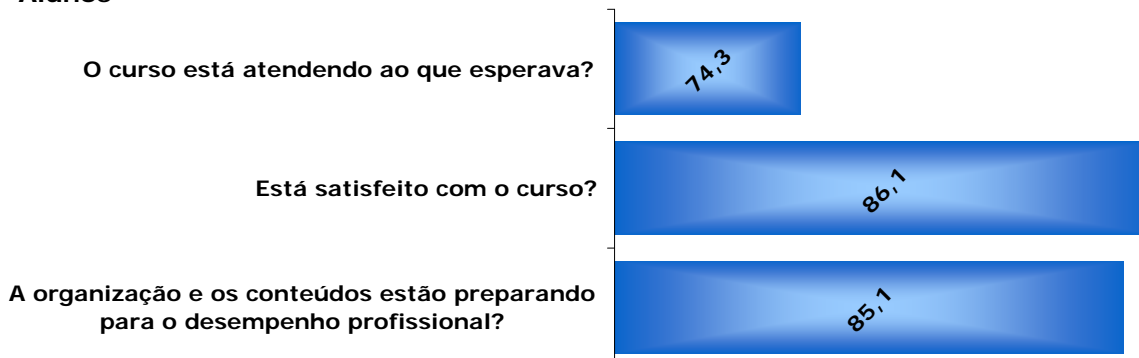 O curso está atendendo ao que esperava?
74,3
Está satisfeito com o curso?
86,1
A organização e os conteúdos estão preparando
para o desempenho profissional?
85,1